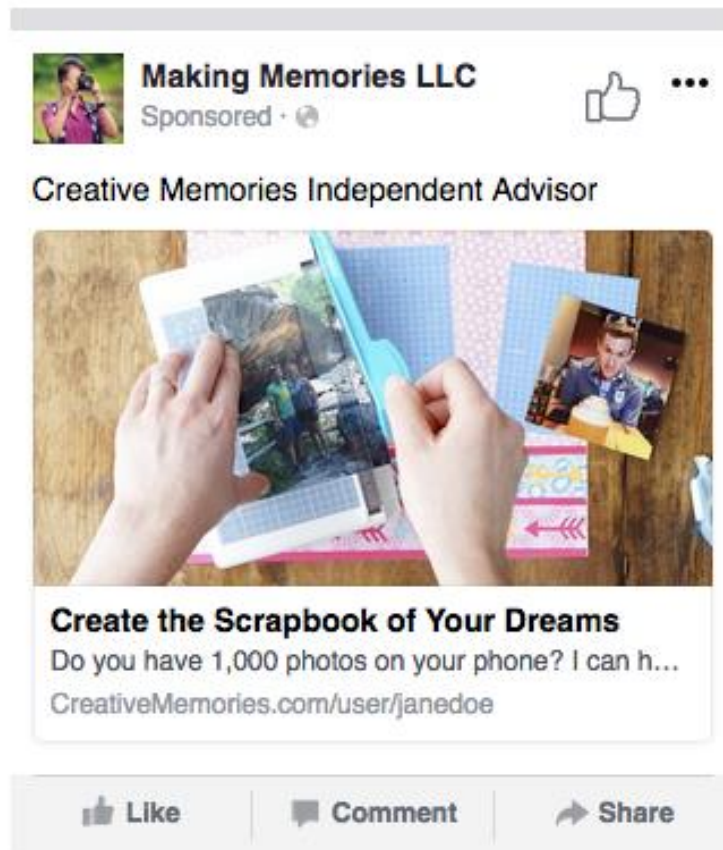 Making Memories LLC
Sponsored ·
Creative Memories Independent Advisor
Create the Scrapbook of Your Dreams
Do you have 1,000 photos on your phone? I can h...
CreativeMemories.com/user/janedoe
Like Comment Share